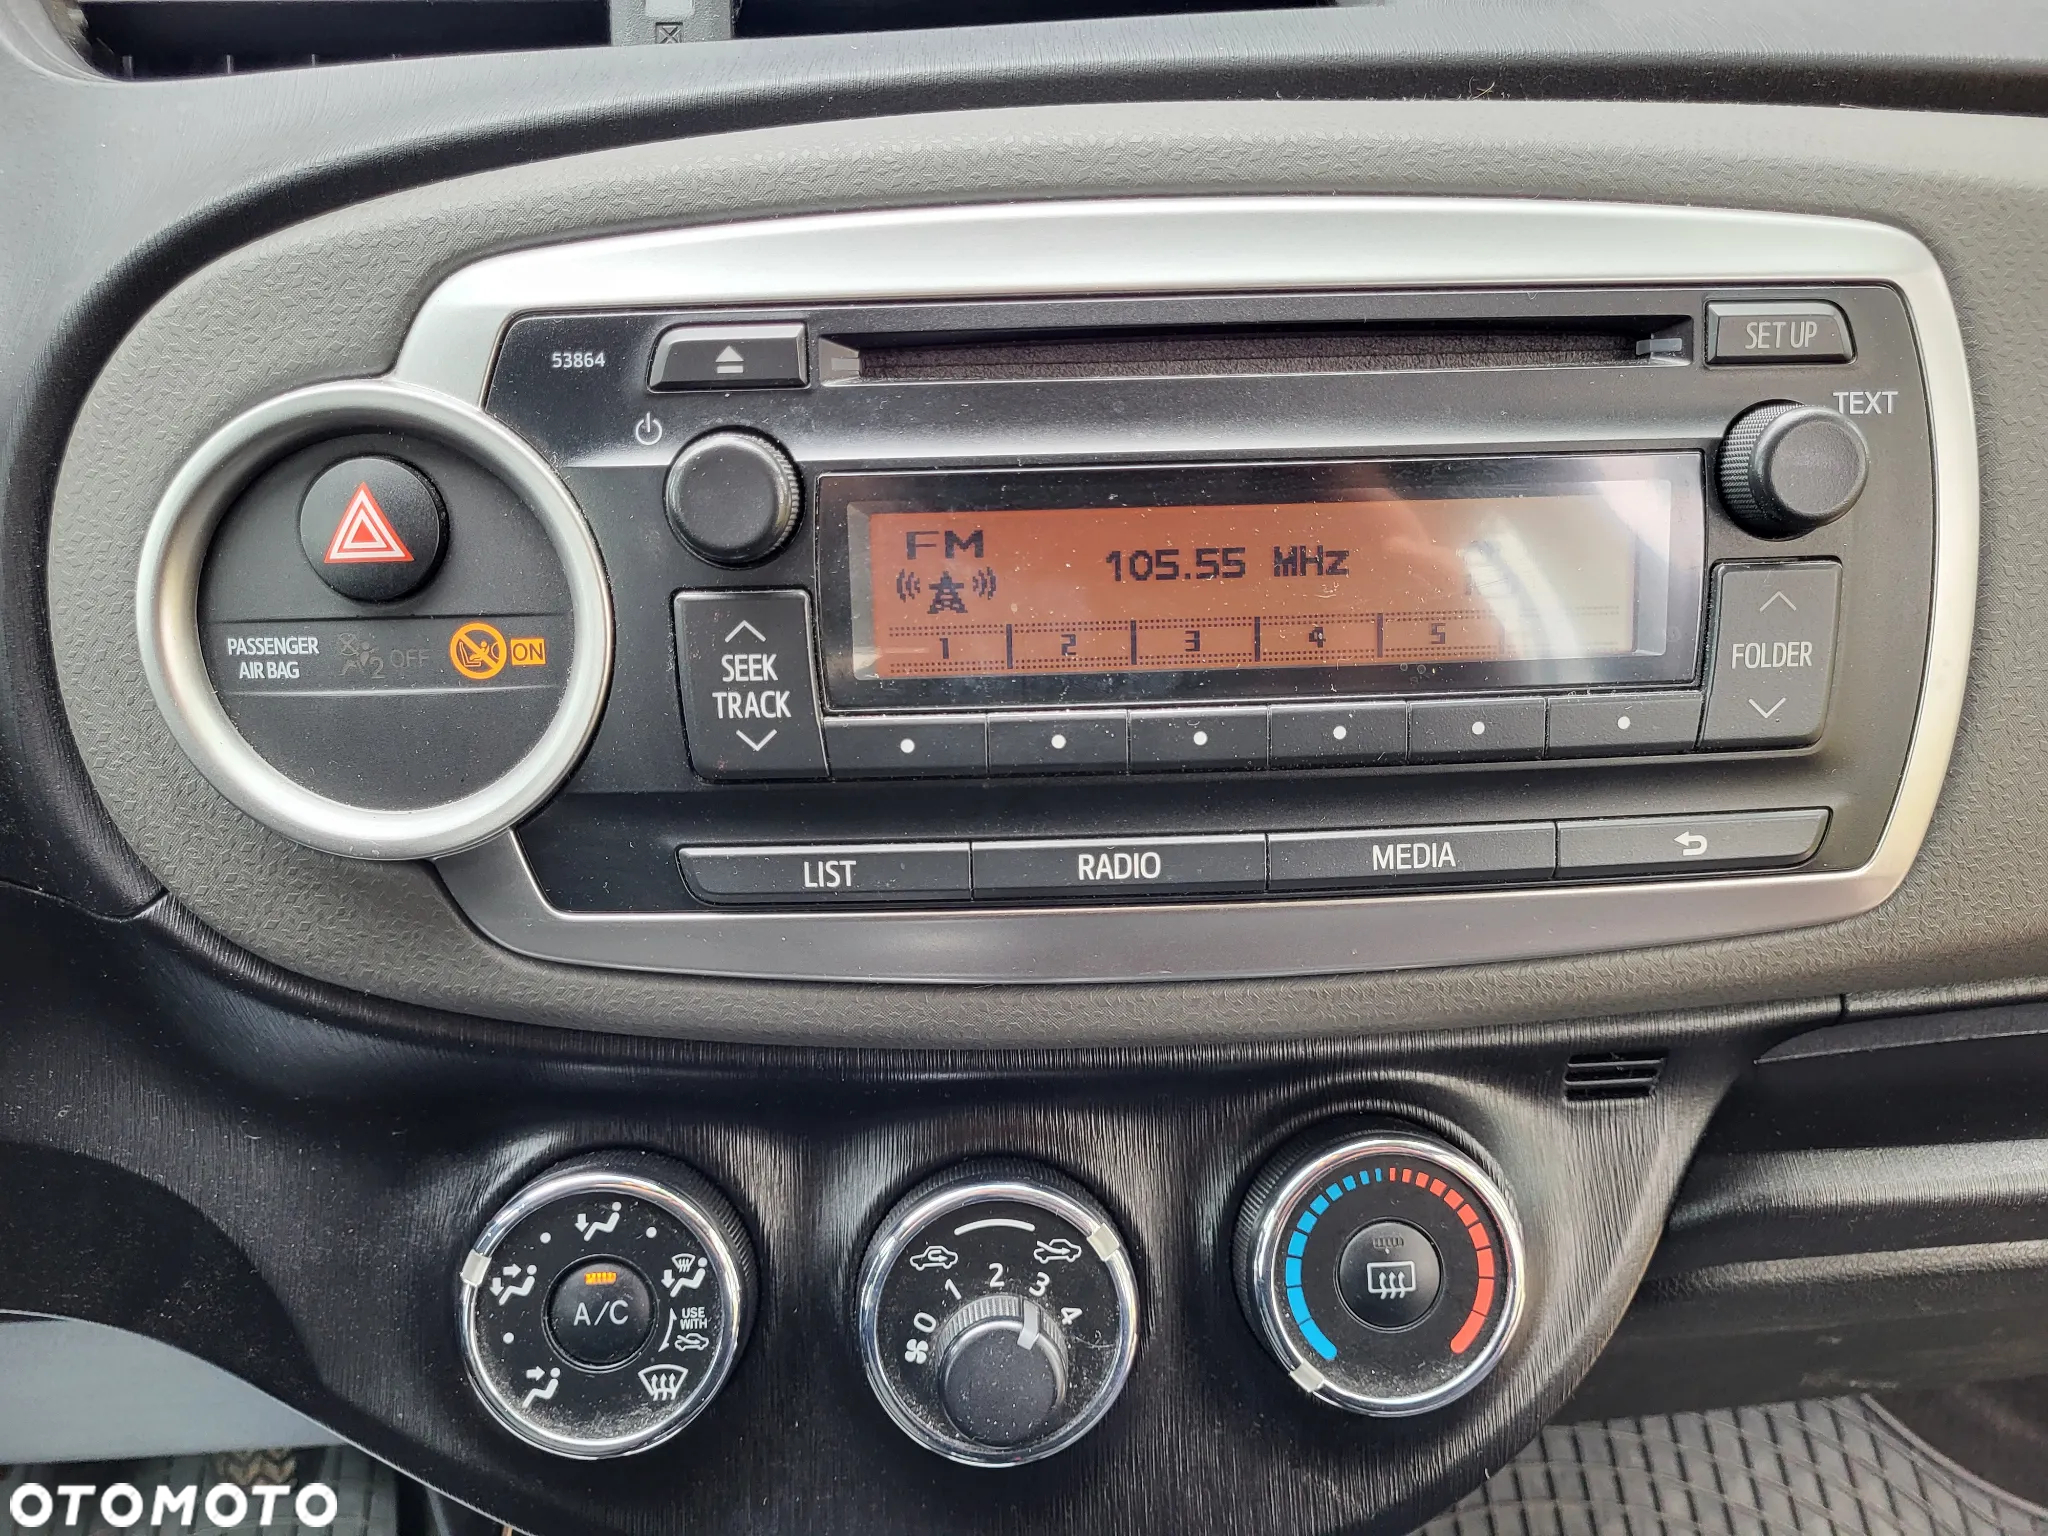 53864
SET UP
TEXT
FM
105.55 MHz
1 2 3 4 5
PASSENGER
AIR BAG
2 OFF
ON
SEEK
TRACK
FOLDER
LIST
RADIO
MEDIA
A/C
USE
WITH
0 1 2 3 4
OTOMOTO